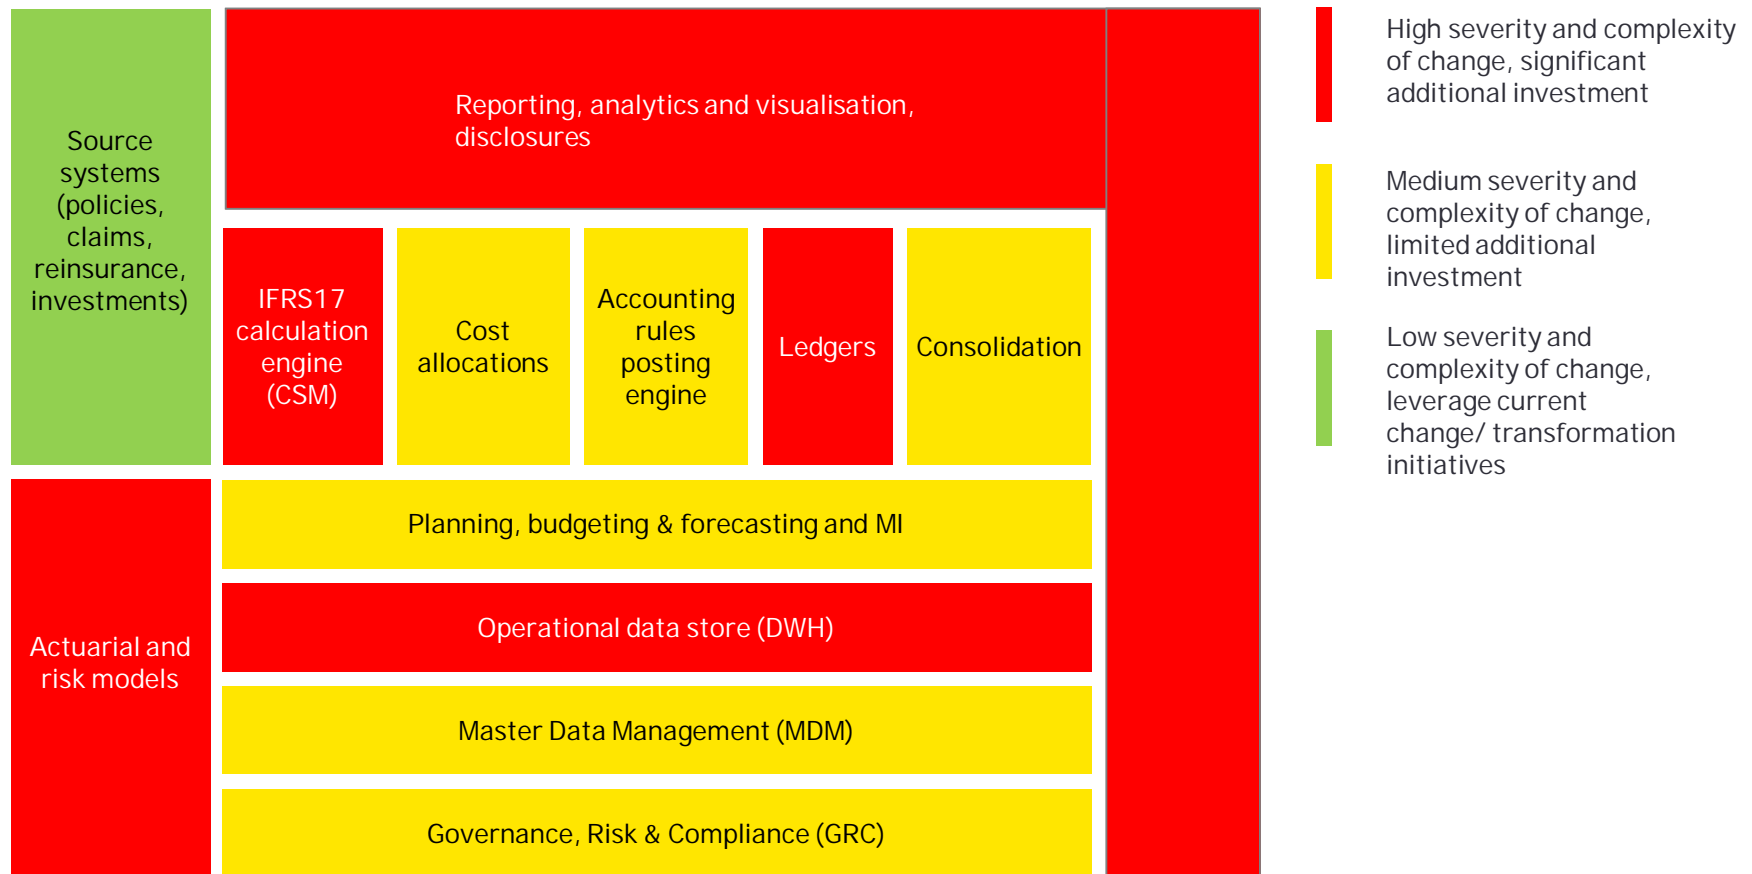 Source
systems
(policies,
claims,
reinsurance,
investments)
Reporting, analytics and visualisation,
disclosures
IFRS17
calculation
engine
(CSM)
Cost
allocations
Accounting
rules
posting
engine
Ledgers
Consolidation
Actuarial and
risk models
Planning, budgeting & forecasting and MI
Operational data store (DWH)
Master Data Management (MDM)
Governance, Risk & Compliance (GRC)
High severity and complexity
of change, significant
additional investment
Medium severity and
complexity of change,
limited additional
investment
Low severity and
complexity of change,
leverage current
change/ transformation
initiatives